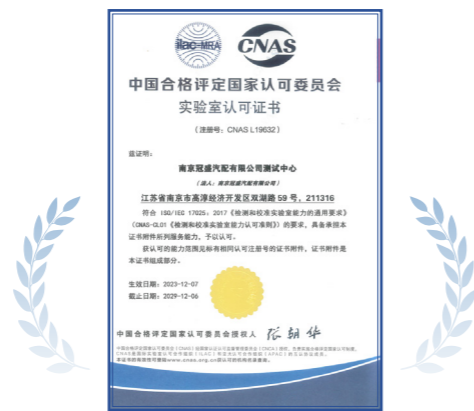 ilac-MRA
CNAS
中国合格评定国家认可委员会
实验室认可证书
（注册号：CNAS L19632）
兹证明：
南京冠盛汽配有限公司测试中心
（法人：南京冠盛汽配有限公司）
江苏省南京市高淳经济开发区双湖路 59 号，211316
符合 ISO/IEC 17025：2017《检测和校准实验室能力的通用要求》
（CNAS-CL01《检测和校准实验室能力认可准则》）的要求，具备承担本
证书附件所列服务能力，予以认可。
获认可的能力范围见标有相同认可注册号的证书附件，证书附件是
本证书组成部分。
生效日期：2023-12-07
截止日期：2029-12-06
中国合格评定国家认可委员会授权人 张朝华